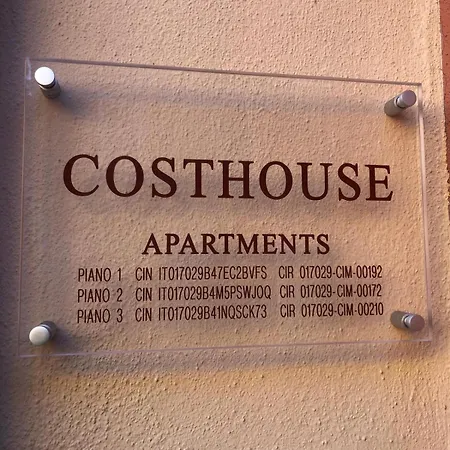 COSTHOUSE
APARTMENTS
PIANO 1 CIN IT017029B47EC2BVFS CIR 017029-CIM-00192
PIANO 2 CIN IT017029B4M5PSWJOQ CIR 017029-CIM-00172
PIANO 3 CIN IT017029B41NQSCK73 CIR 017029-CIM-00210